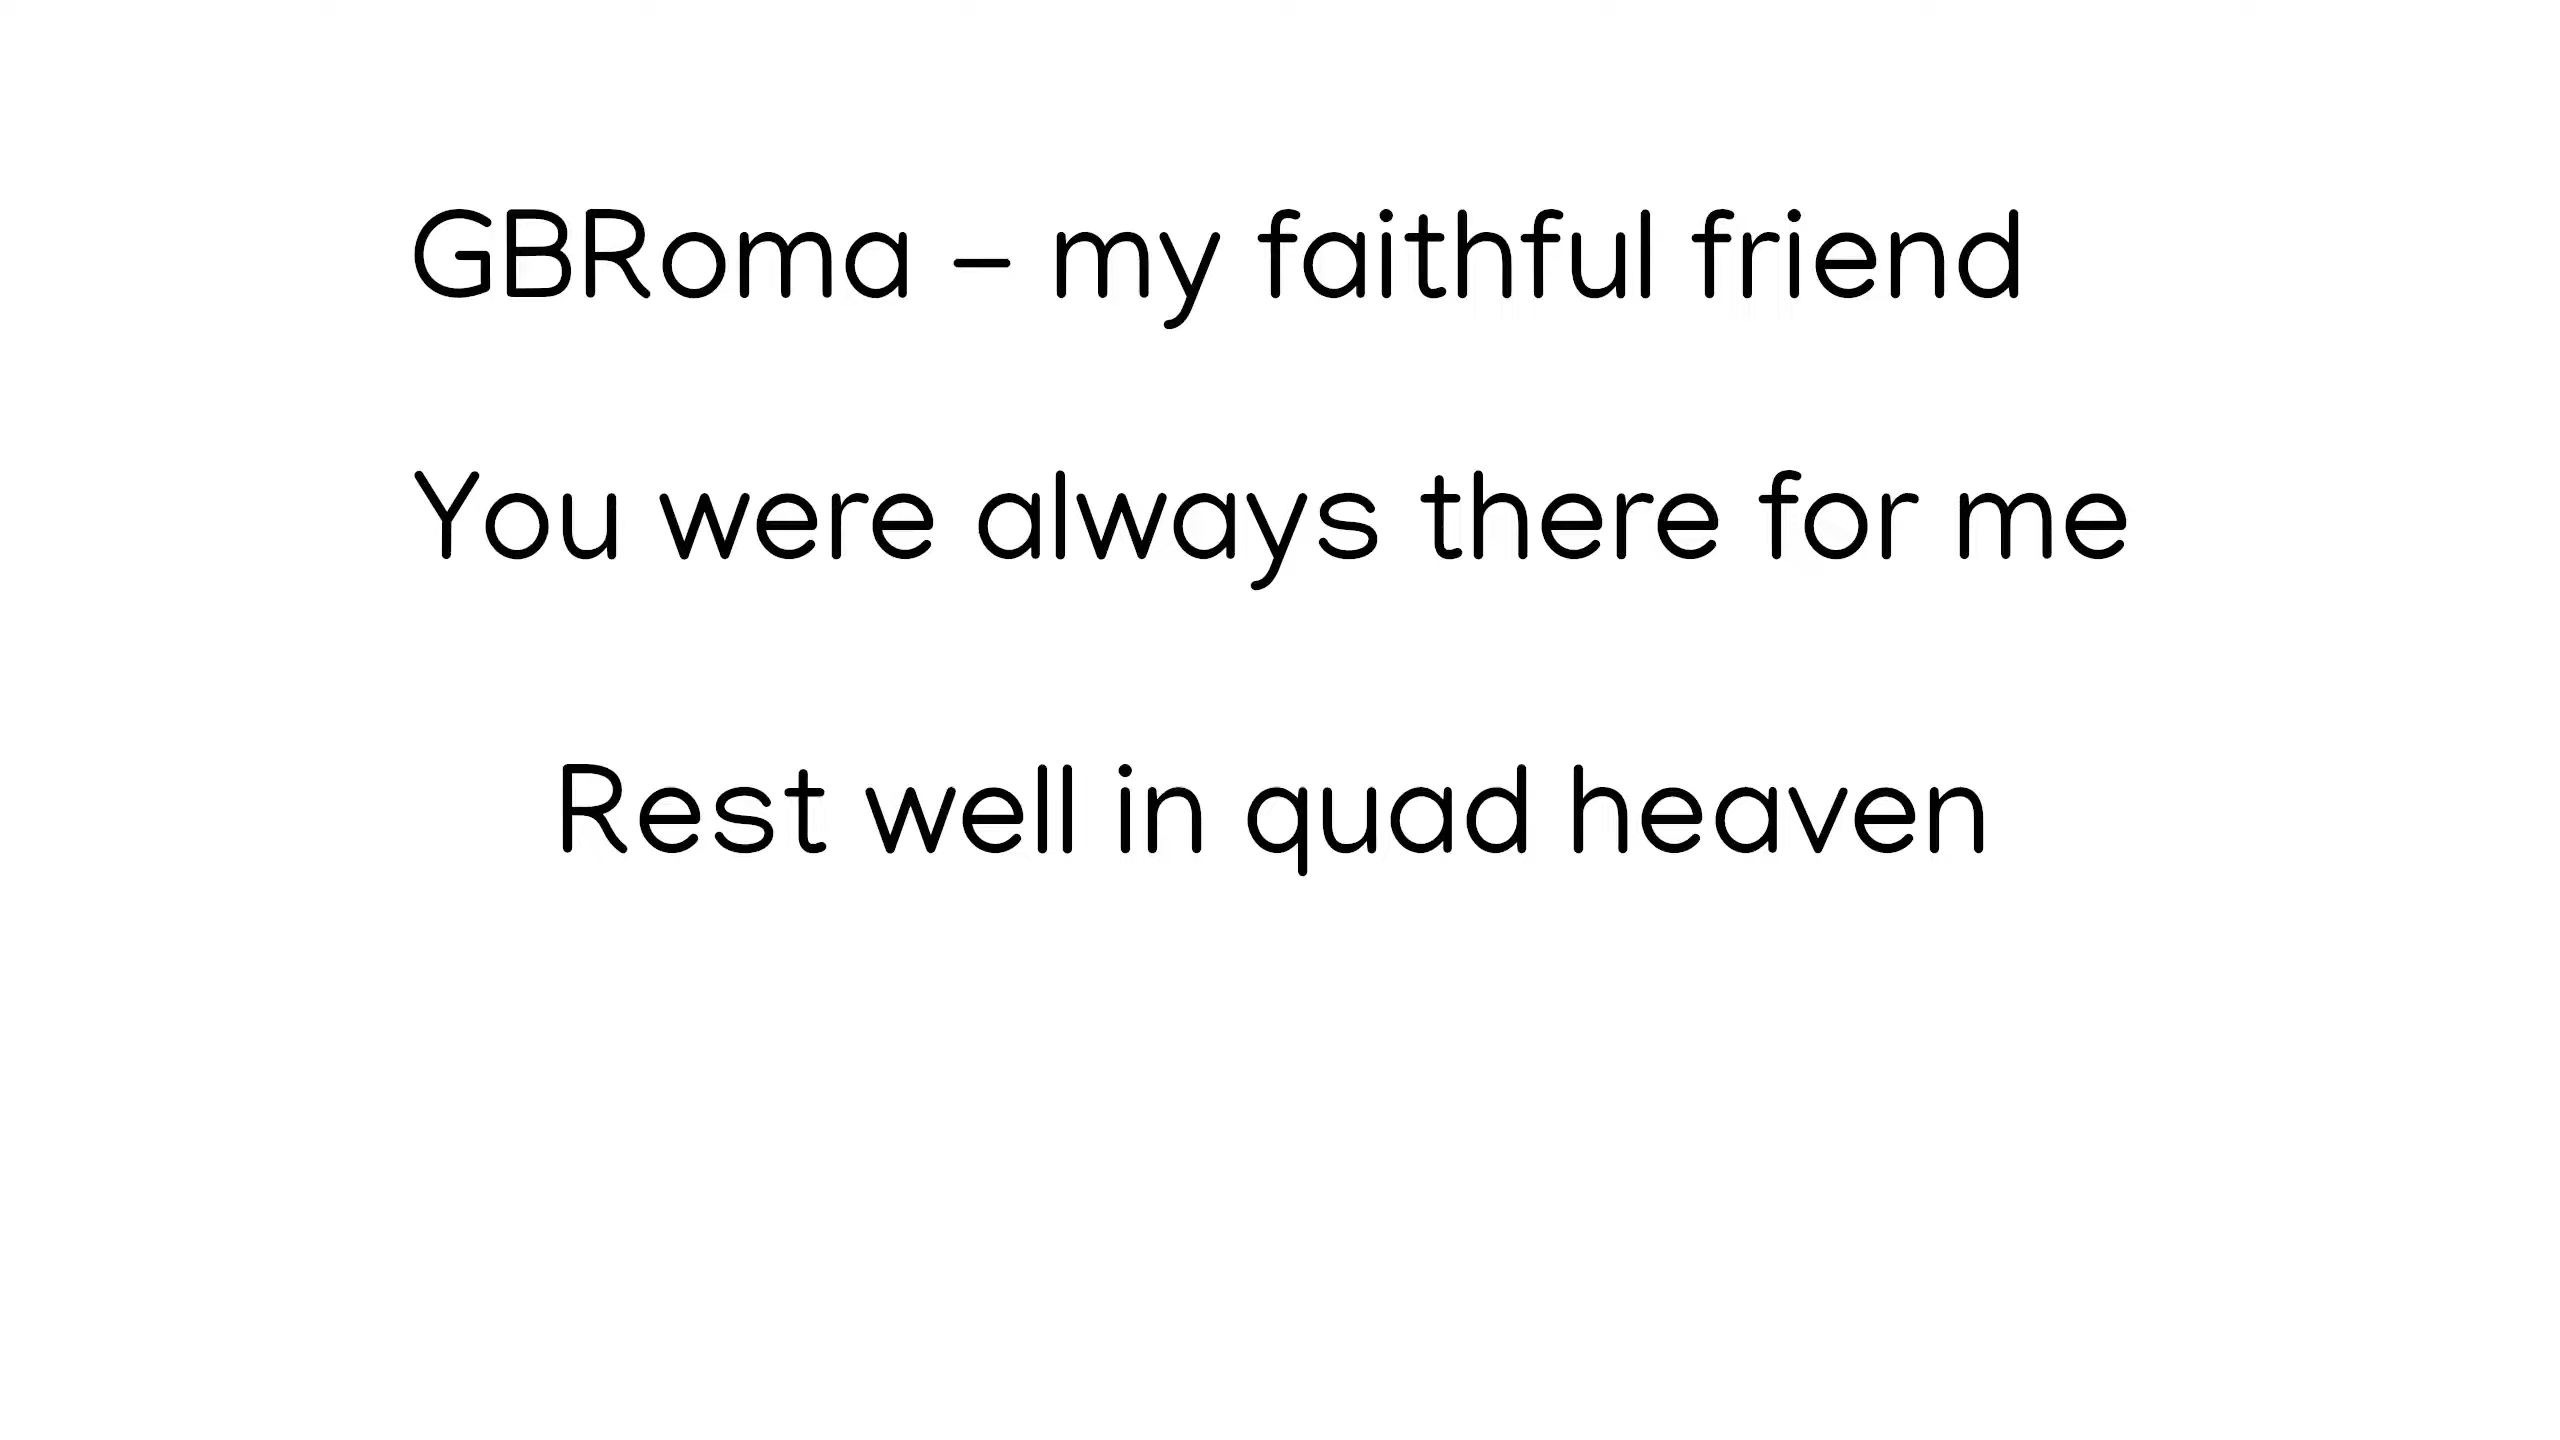 GBRoma – my faithful friend
You were always there for me
Rest well in quad heaven